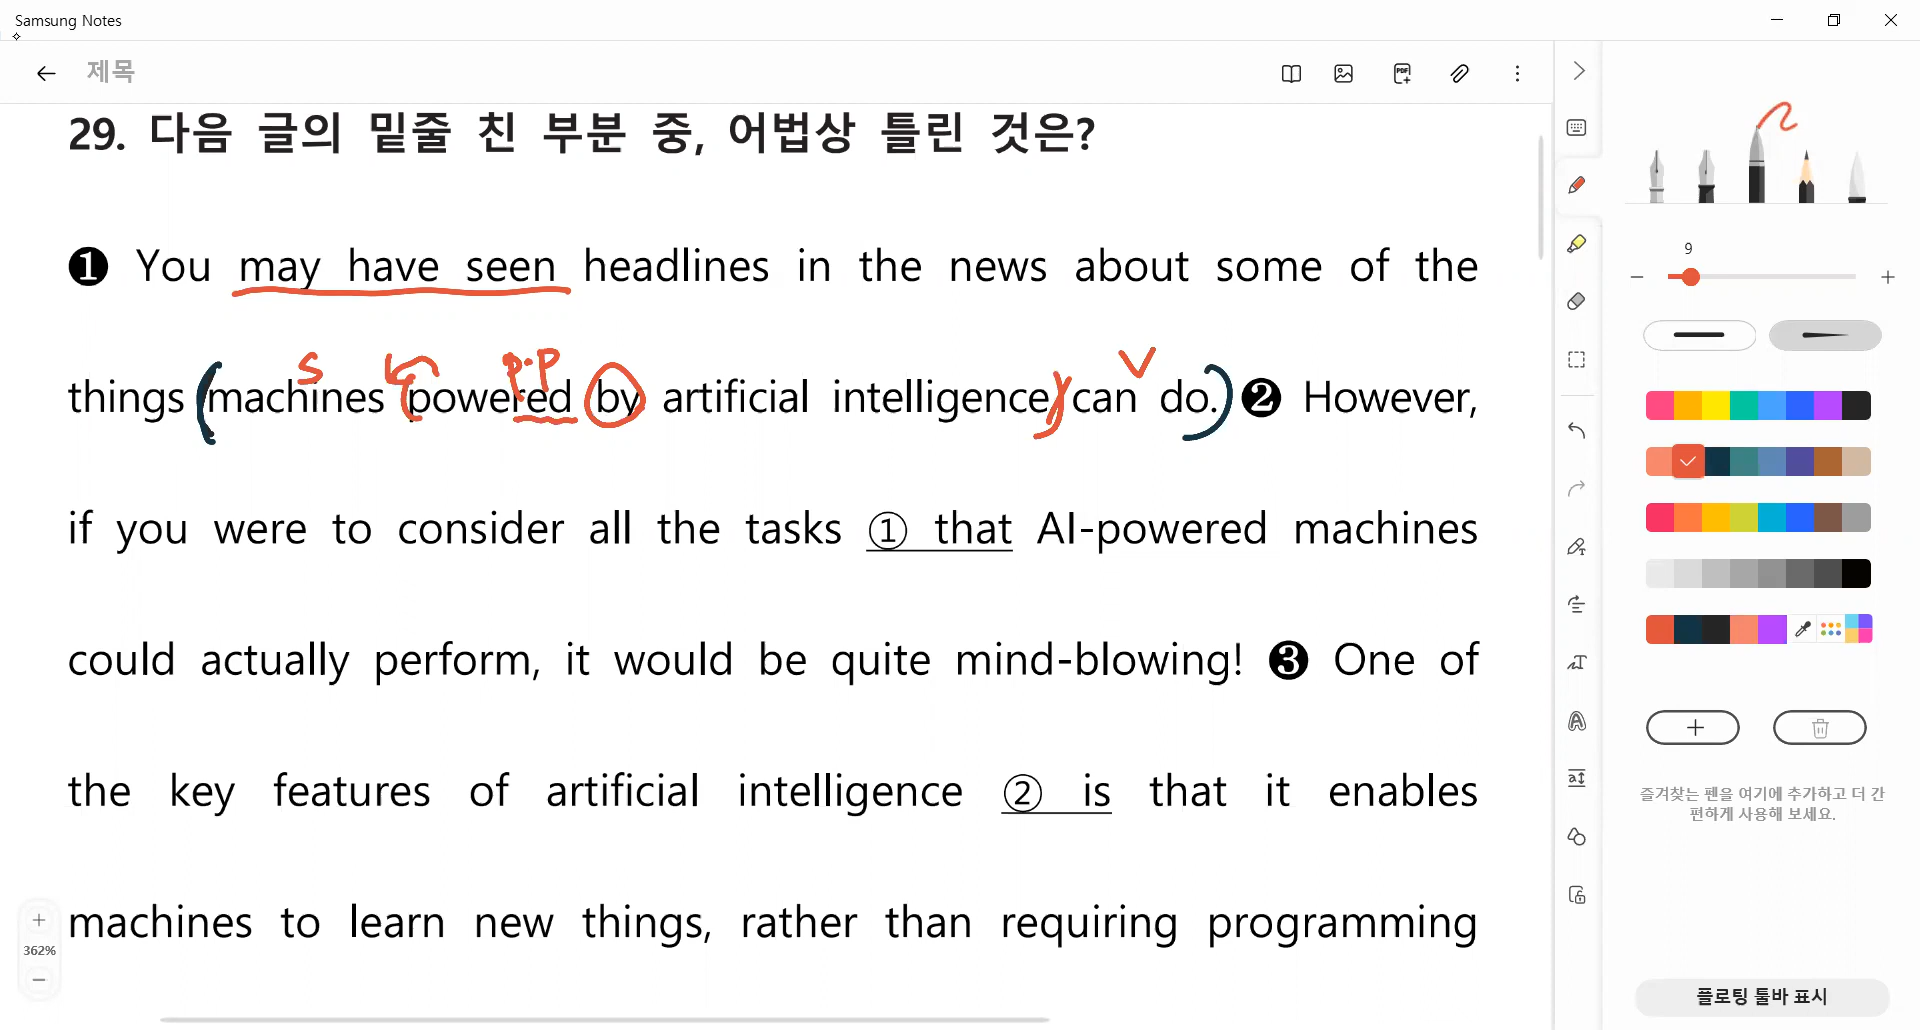 Samsung Notes
제목
29. 다음 글의 밑줄 친 부분 중, 어법상 틀린 것은?
❶ You may have seen headlines in the news about some of the
s p.p V
things (machines (powered by artificial intelligence) can do.) ❷ However,
if you were to consider all the tasks ① that AI-powered machines
could actually perform, it would be quite mind-blowing! ❸ One of
the key features of artificial intelligence ② is that it enables
machines to learn new things, rather than requiring programming
362%
9
즐겨찾는 펜을 여기에 추가하고 더 간
편하게 사용해 보세요.
플로팅 툴바 표시